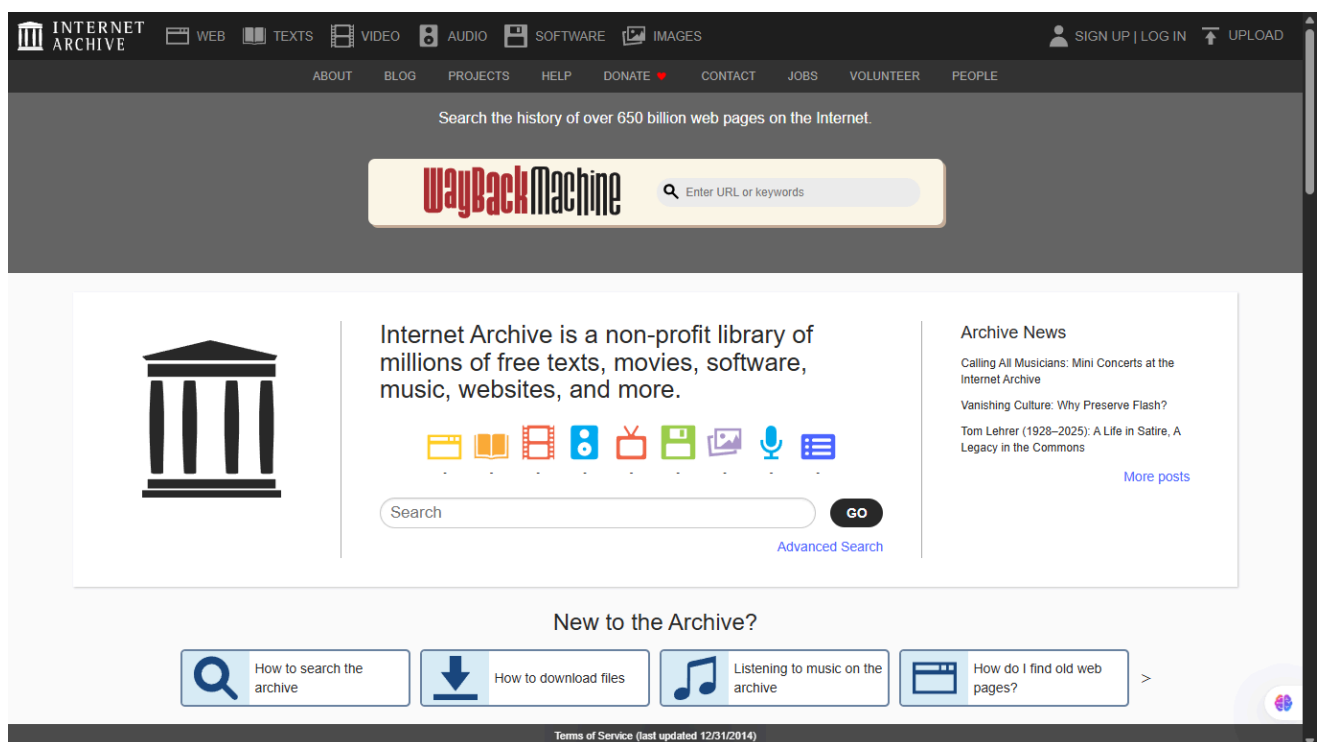 INTERNET
ARCHIVE
WEB
TEXTS
VIDEO
AUDIO
SOFTWARE
IMAGES
SIGN UP | LOG IN
UPLOAD
ABOUT
BLOG
PROJECTS
HELP
DONATE
CONTACT
JOBS
VOLUNTEER
PEOPLE
Search the history of over 650 billion web pages on the Internet.
WayBackMachine
Enter URL or keywords
Internet Archive is a non-profit library of
millions of free texts, movies, software,
music, websites, and more.
Search
GO
Advanced Search
Archive News
Calling All Musicians: Mini Concerts at the
Internet Archive
Vanishing Culture: Why Preserve Flash?
Tom Lehrer (1928–2025): A Life in Satire, A
Legacy in the Commons
More posts
New to the Archive?
How to search the
archive
How to download files
Listening to music on the
archive
How do I find old web
pages?
>
Terms of Service (last updated 12/31/2014)